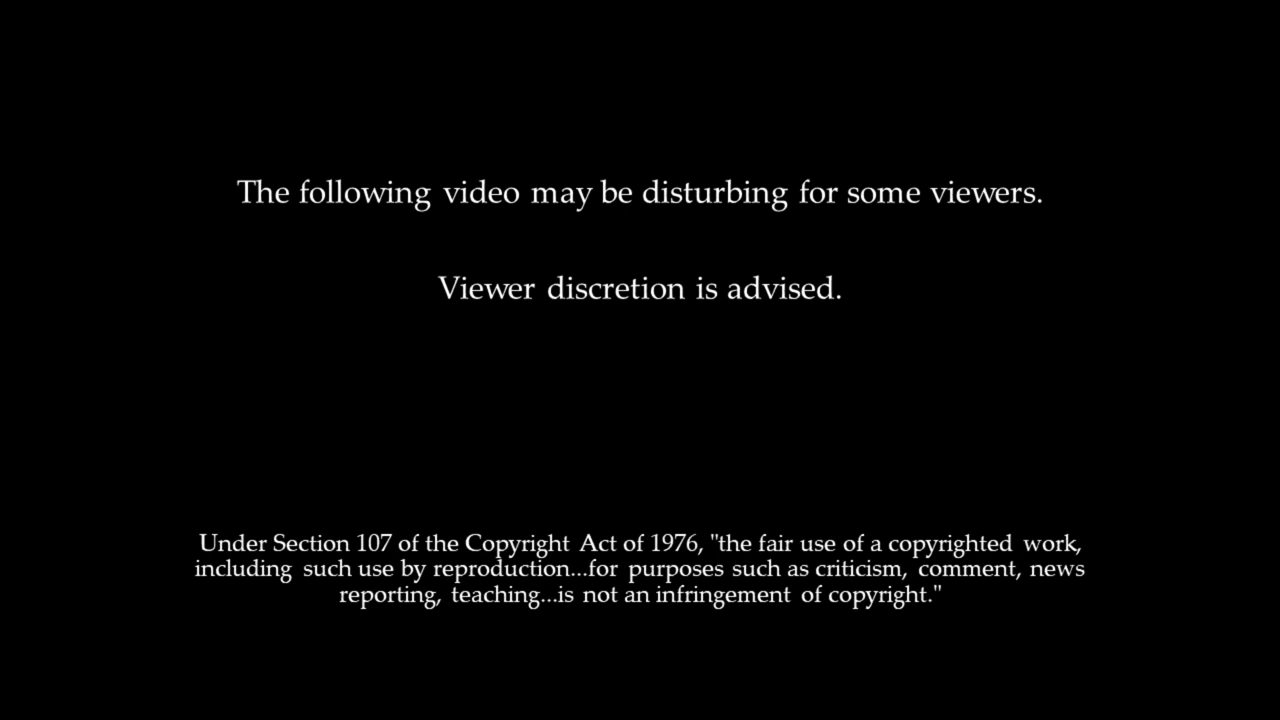 The following video may be disturbing for some viewers.
Viewer discretion is advised.
Under Section 107 of the Copyright Act of 1976, "the fair use of a copyrighted work,
including such use by reproduction...for purposes such as criticism, comment, news
reporting, teaching...is not an infringement of copyright."